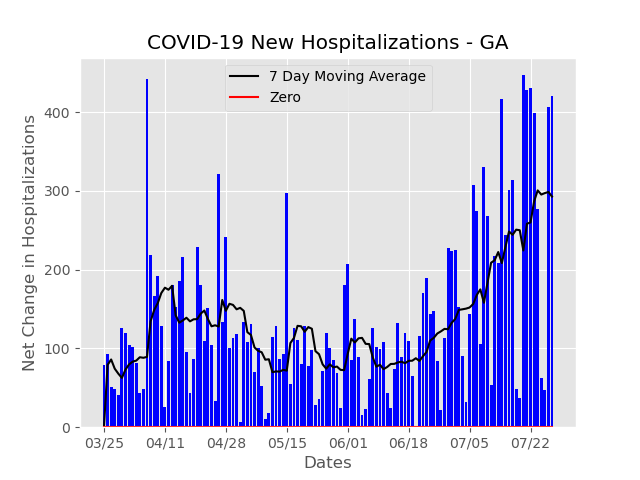 COVID-19 New Hospitalizations - GA
7 Day Moving Average
Zero
Net Change in Hospitalizations
400
300
200
100
0
03/25 04/11 04/28 05/15 06/01 06/18 07/05 07/22
Dates